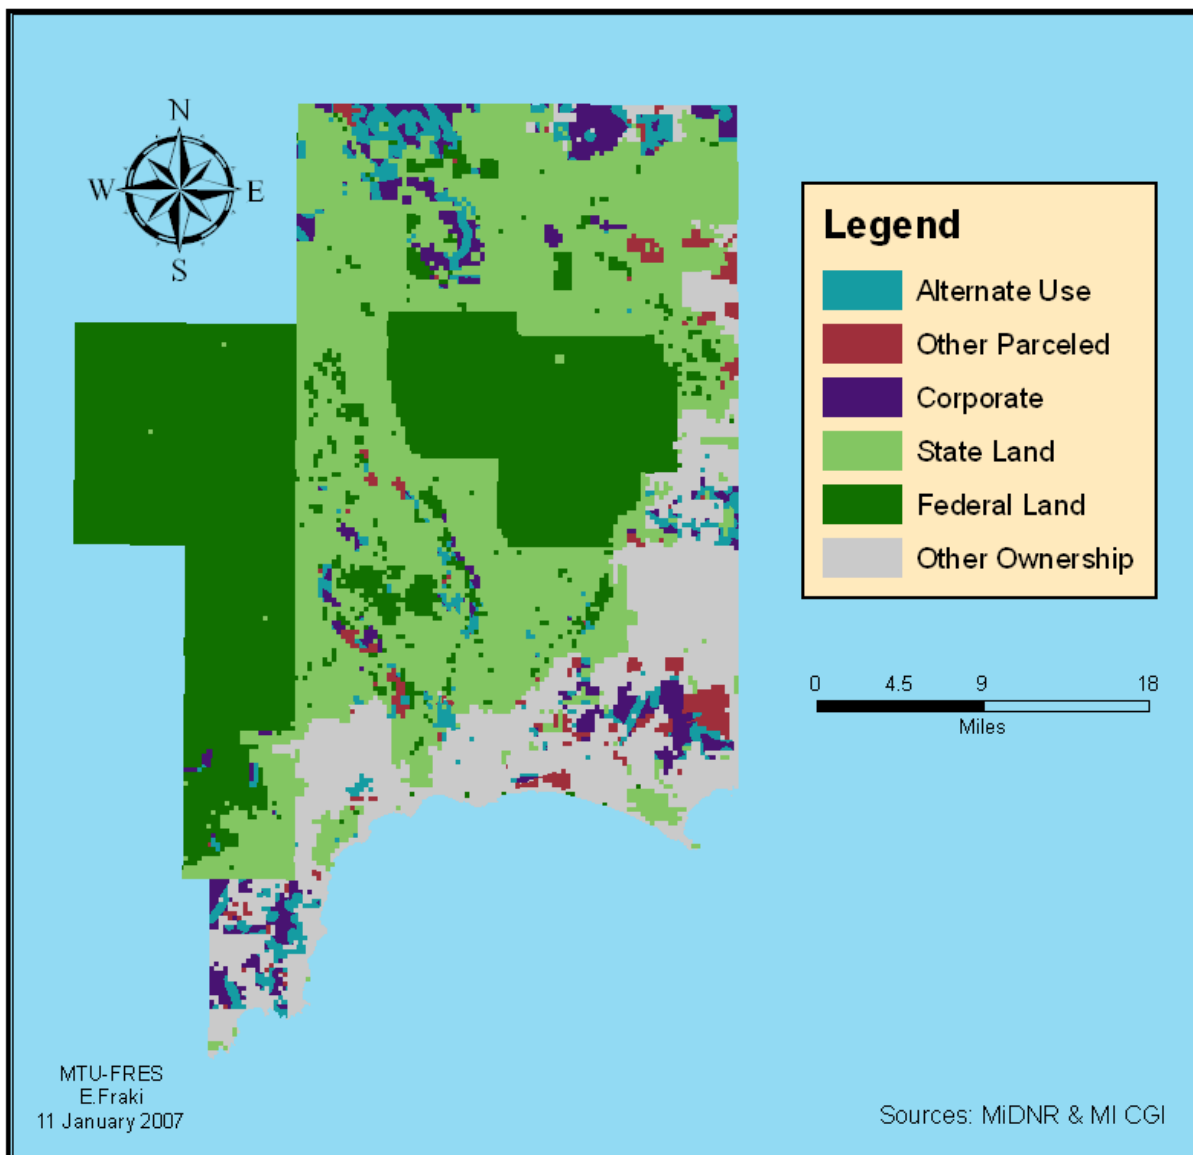 N
W E
S
Legend
Alternate Use
Other Parceled
Corporate
State Land
Federal Land
Other Ownership
0 4.5 9 18
Miles
MTU-FRES
E.Fraki
11 January 2007
Sources: MiDNR & MI CGI